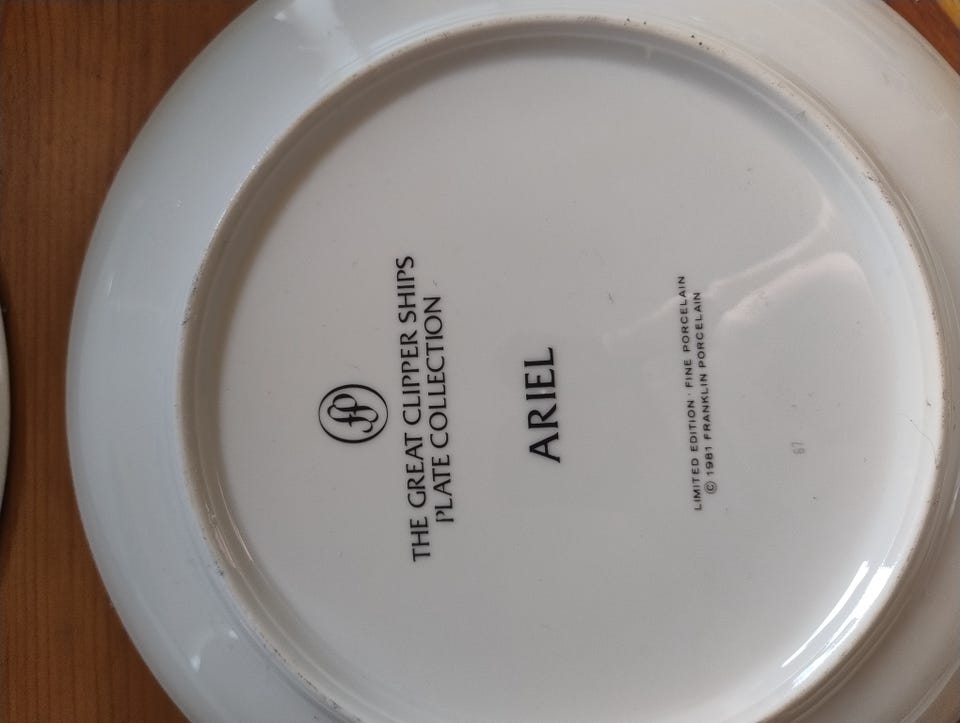 fp
THE GREAT CLIPPER SHIPS
PLATE COLLECTION
ARIEL
LIMITED EDITION · FINE PORCELAIN
© 1981 FRANKLIN PORCELAIN